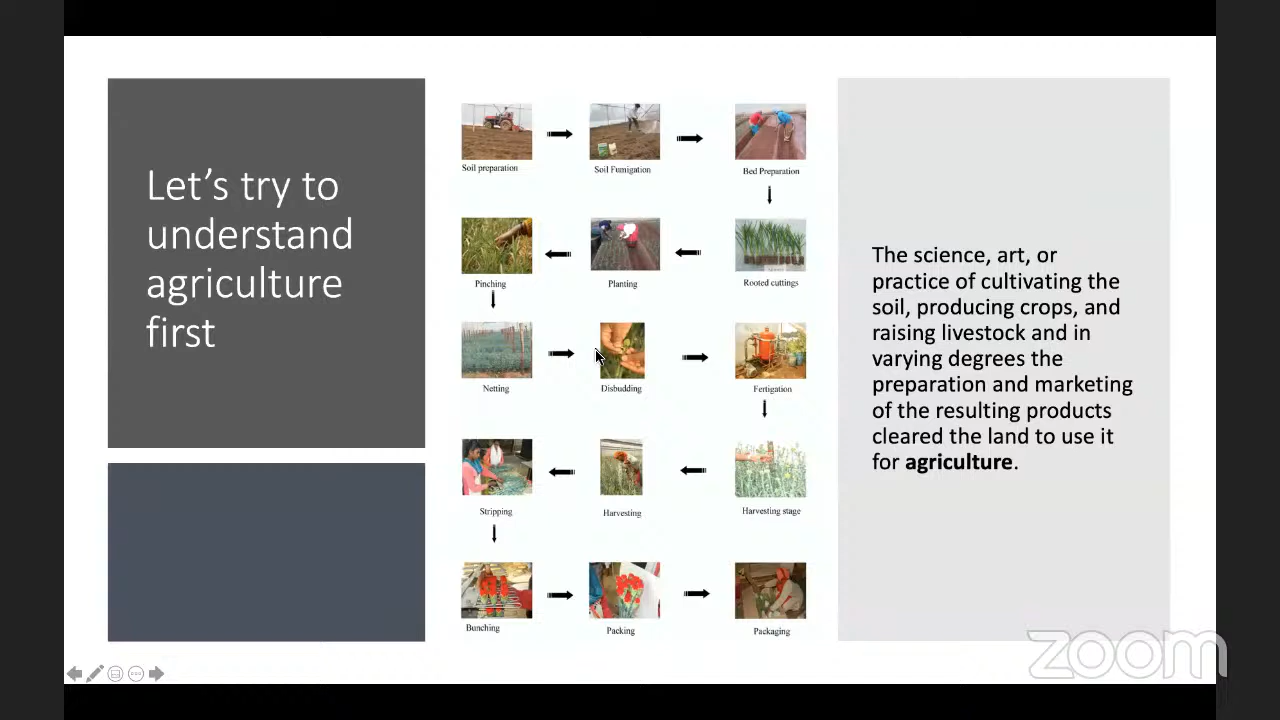 Let's try to
understand
agriculture
first
Soil preparation
Soil Fumigation
Bed Preparation
Pinching
Planting
Rooted cuttings
Netting
Disbudding
Fertigation
Stripping
Harvesting
Harvesting stage
Bunching
Packing
Packaging
The science, art, or
practice of cultivating the
soil, producing crops, and
raising livestock and in
varying degrees the
preparation and marketing
of the resulting products
cleared the land to use it
for agriculture.
zoom